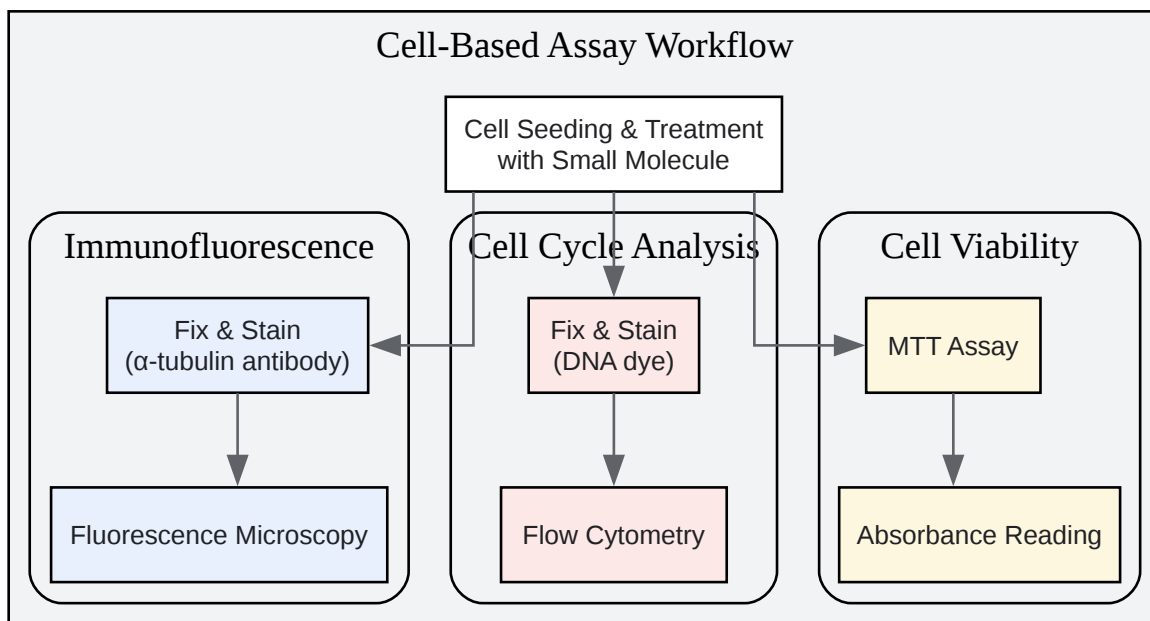 Cell-Based Assay Workflow
Cell Seeding & Treatment
with Small Molecule
Immunofluorescence
Fix & Stain
(α-tubulin antibody)
Fluorescence Microscopy
Cell Cycle Analysis
Fix & Stain
(DNA dye)
Flow Cytometry
Cell Viability
MTT Assay
Absorbance Reading